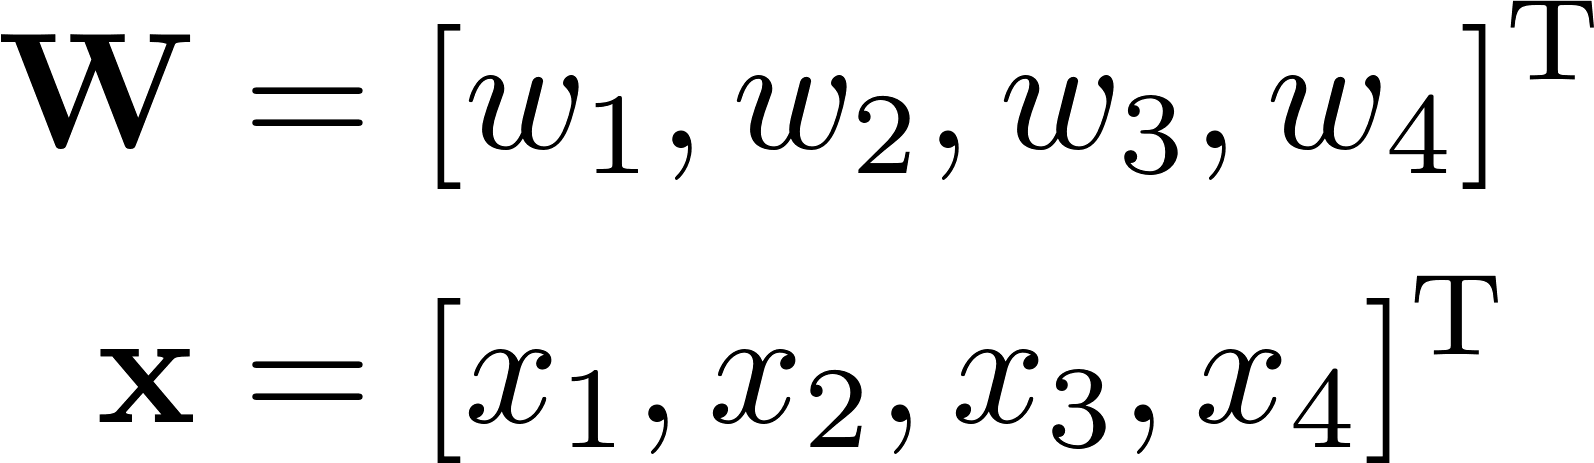 W = [w₁, w₂, w₃, w₄]ᵀ
x = [x₁, x₂, x₃, x₄]ᵀ